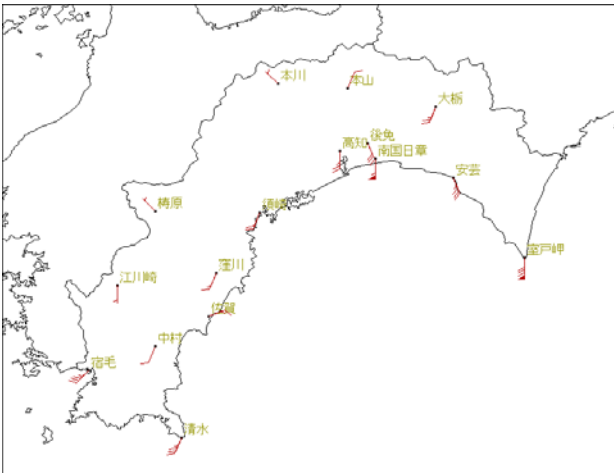 本川
本山
大栃
後免
高知
南国日章
安芸
梼原
須崎
室戸岬
窪川
江川崎
佐賀
中村
宿毛
清水